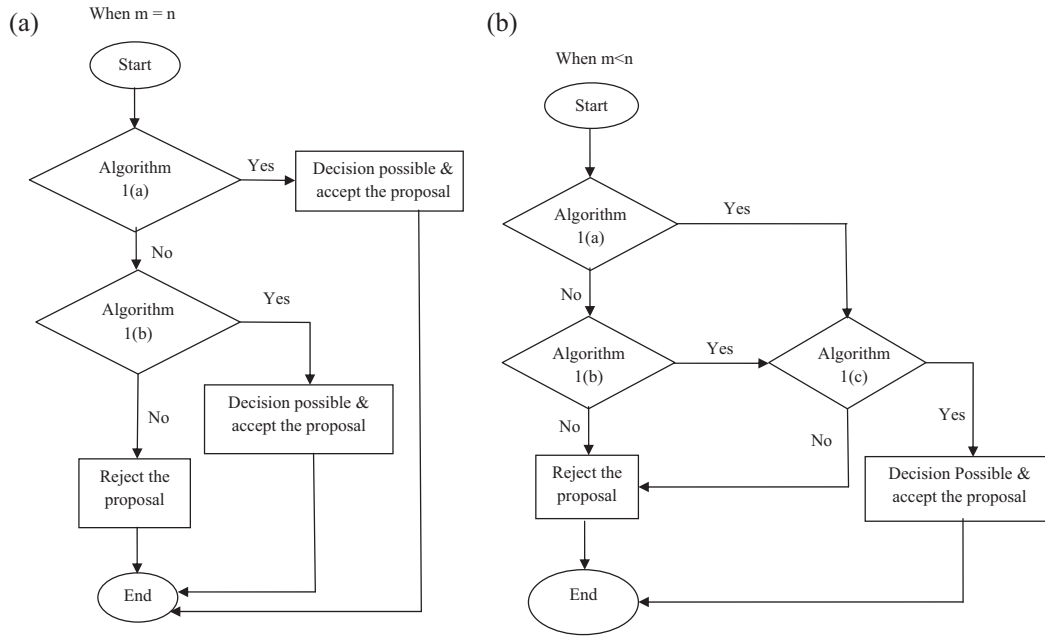 (a)
When m = n
Start
Algorithm
1(a)
Yes
Decision possible &
accept the proposal
No
Algorithm
1(b)
Yes
Decision possible &
accept the proposal
No
Reject the
proposal
End
(b)
When m<n
Start
Algorithm
1(a)
Yes
No
Algorithm
1(b)
Yes
Algorithm
1(c)
No
No
Yes
Reject the
proposal
Decision Possible &
accept the proposal
End